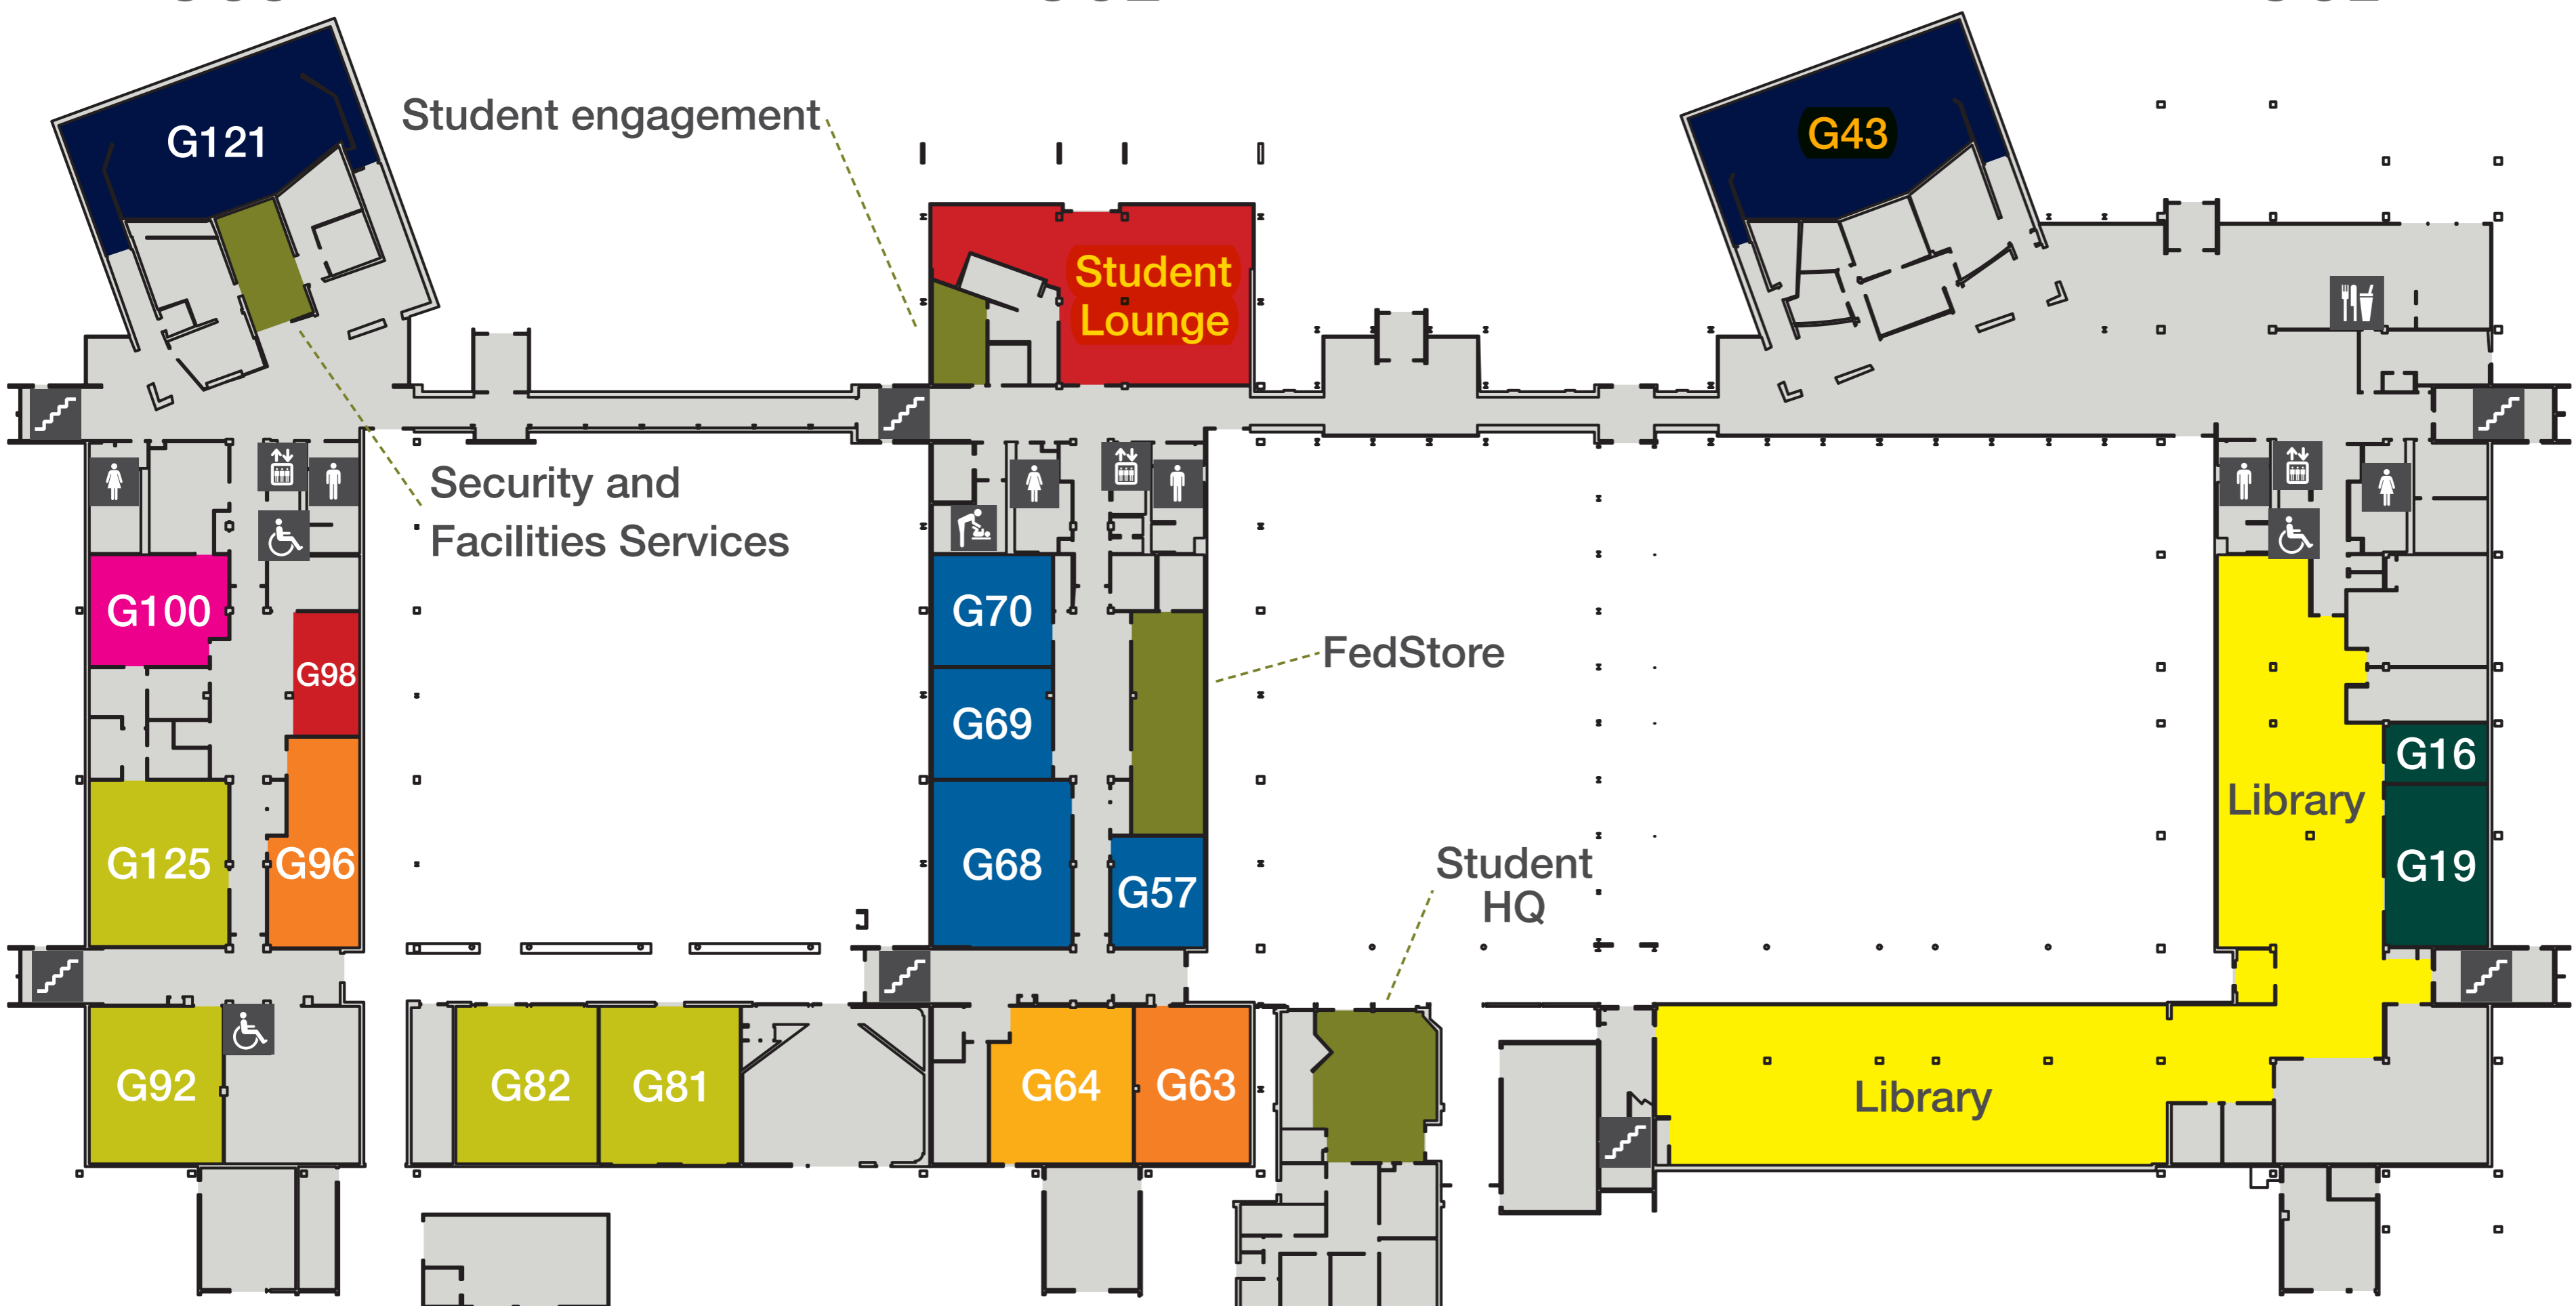 G121
Student engagement
G43
Student
Lounge
Security and
Facilities Services
G100
G98
G125
G96
G70
G69
FedStore
G68
G57
Student
HQ
Library
G16
G19
G92
G82
G81
G64
G63
Library